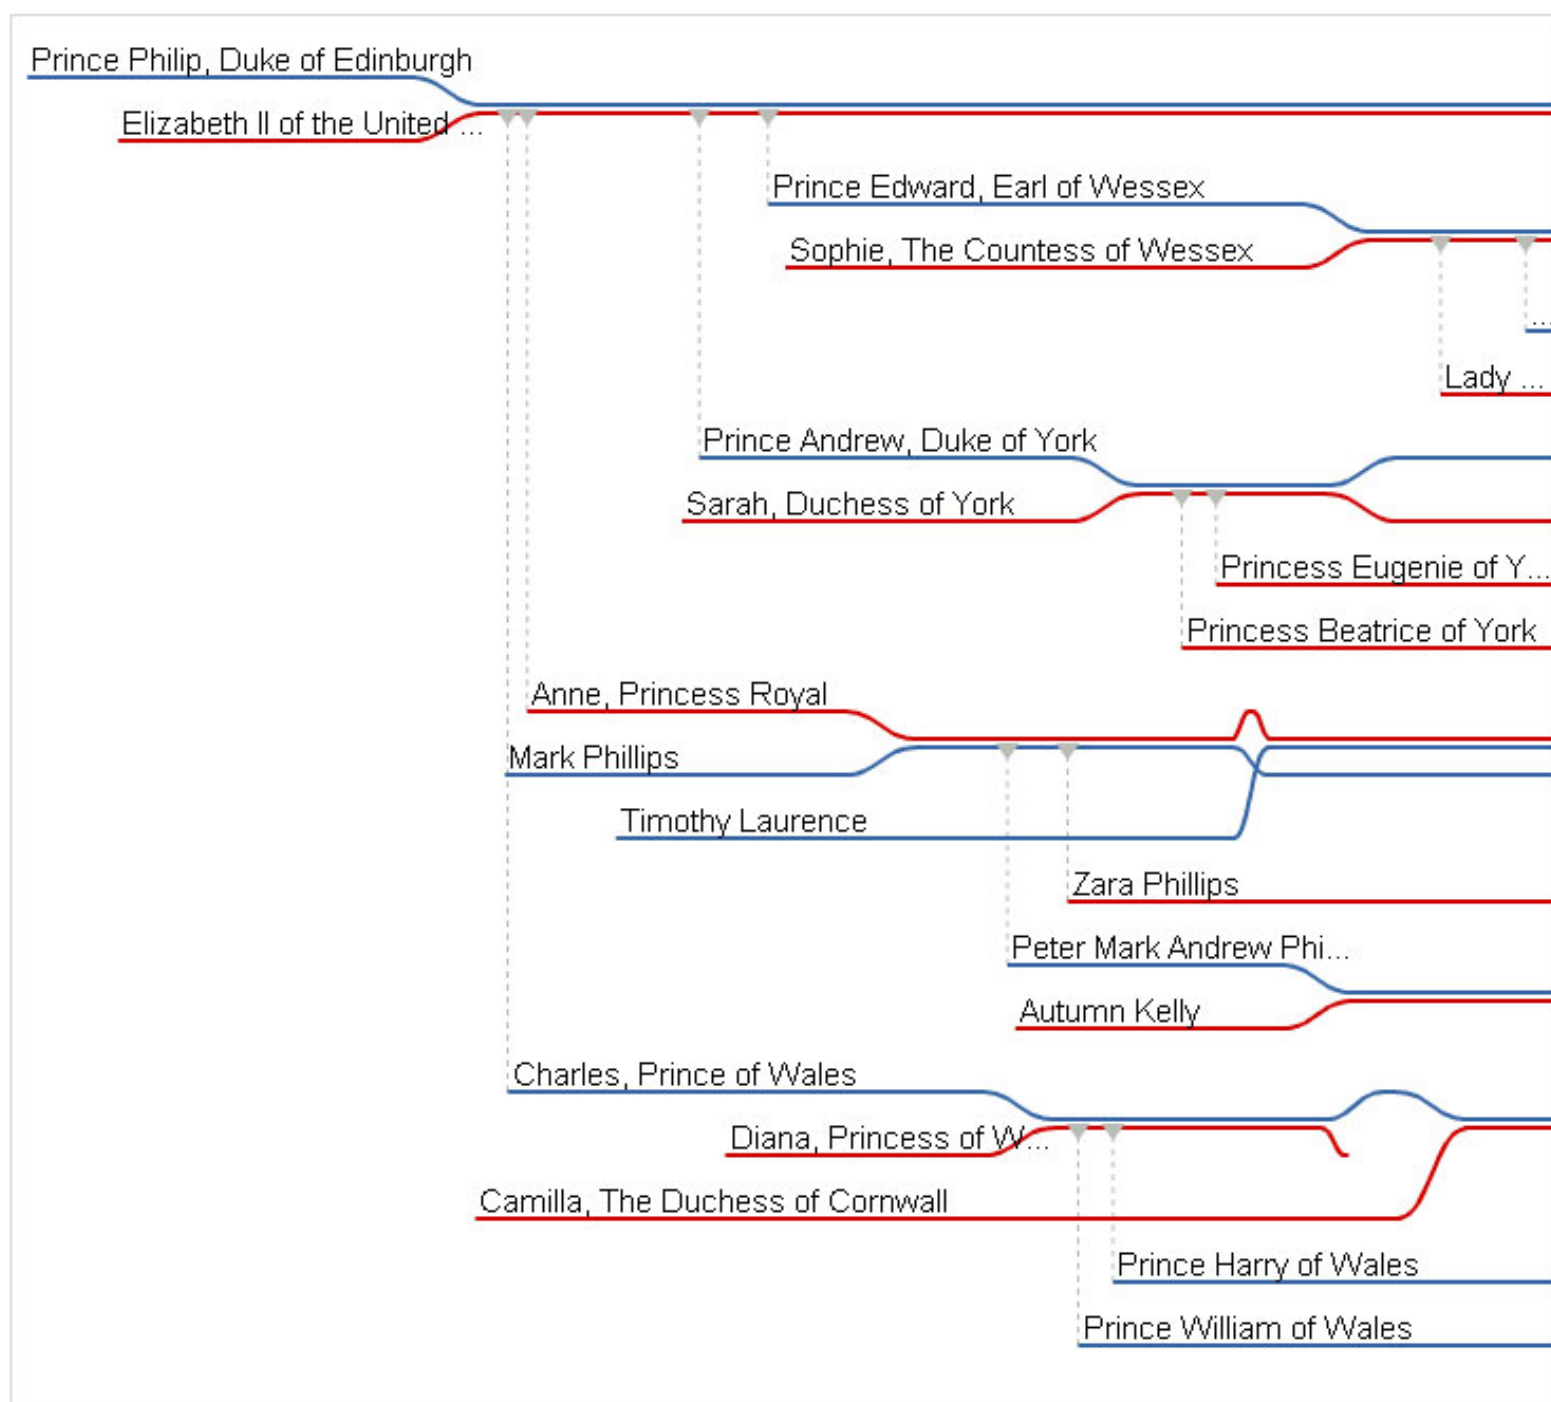 Prince Philip, Duke of Edinburgh
Elizabeth II of the United ...
Prince Edward, Earl of Wessex
Sophie, The Countess of Wessex
...
Lady ...
Prince Andrew, Duke of York
Sarah, Duchess of York
Princess Eugenie of Y...
Princess Beatrice of York
Anne, Princess Royal
Mark Phillips
Timothy Laurence
Zara Phillips
Peter Mark Andrew Phi...
Autumn Kelly
Charles, Prince of Wales
Diana, Princess of W...
Camilla, The Duchess of Cornwall
Prince Harry of Wales
Prince William of Wales